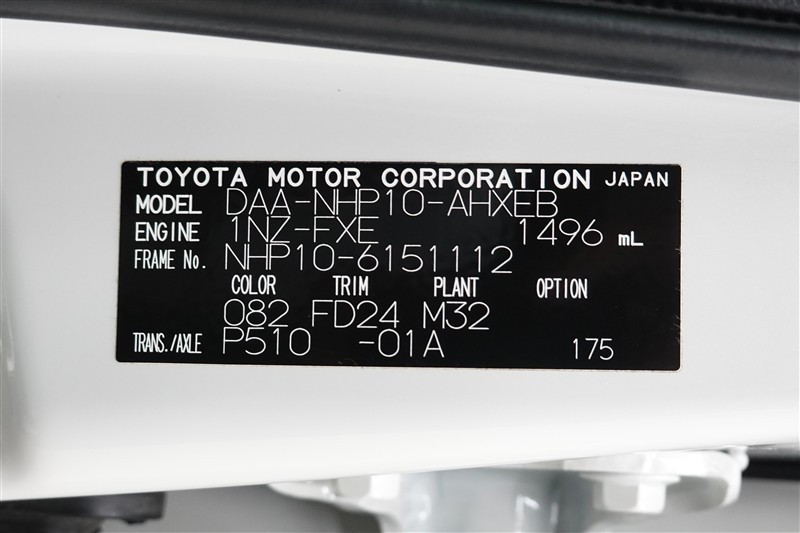 TOYOTA MOTOR CORPORATION JAPAN
MODEL DAA-NHP10-AHXEB
ENGINE 1NZ-FXE 1496 mL
FRAME No. NHP10-6151112
COLOR TRIM PLANT OPTION
082 FD24 M32
TRANS./AXLE P510 -01A 175